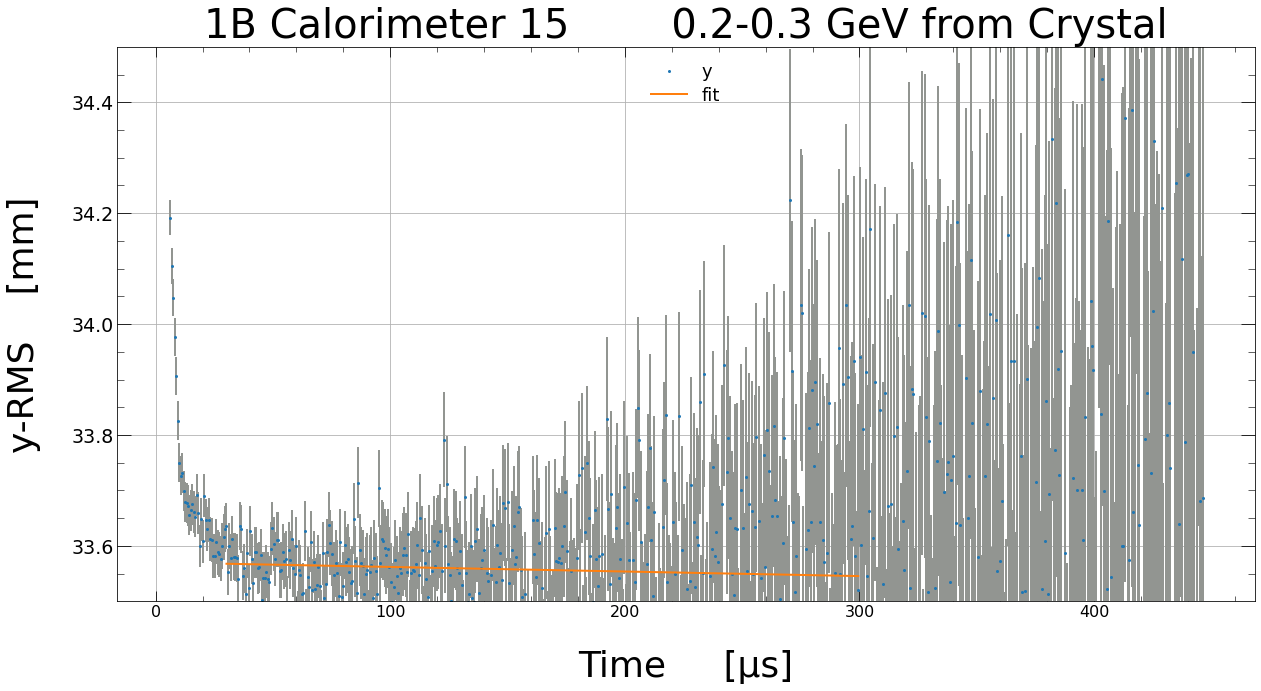 1B Calorimeter 15 0.2-0.3 GeV from Crystal
y
fit
34.4
34.2
34.0
33.8
33.6
y-RMS [mm]
0 100 200 300 400
Time [μs]